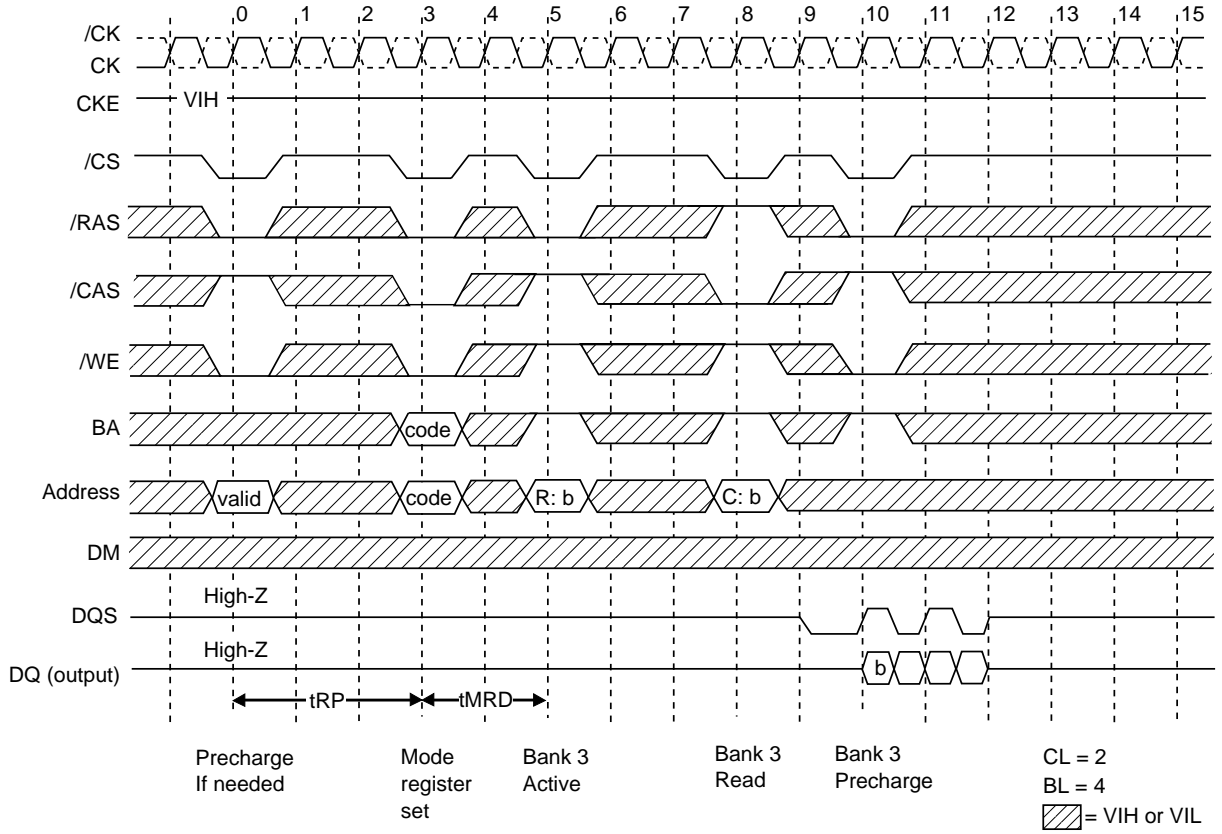 0 1 2 3 4 5 6 7 8 9 10 11 12 13 14 15
/CK
CK
CKE
VIH
/CS
/RAS
/CAS
/WE
BA
code
Address
valid
code
R: b
C: b
DM
High-Z
DQS
High-Z
DQ (output)
b
tRP
tMRD
Precharge
If needed
Mode
register
set
Bank 3
Active
Bank 3
Read
Bank 3
Precharge
CL = 2
BL = 4
= VIH or VIL